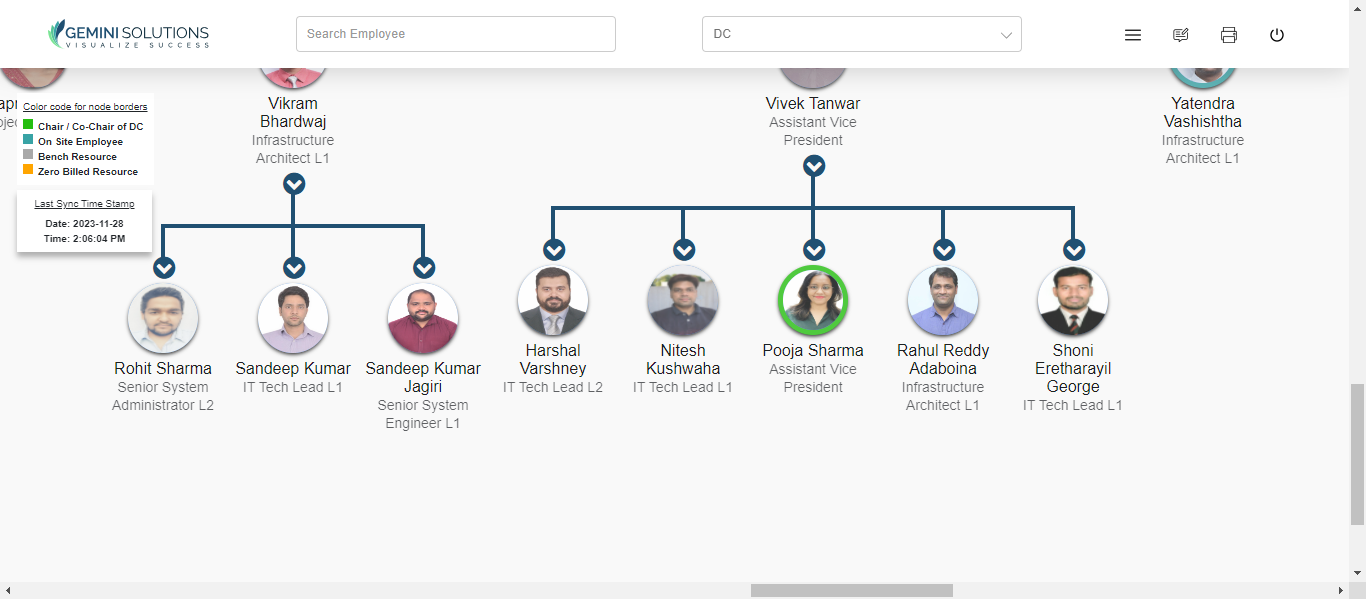 GEMINI SOLUTIONS
VISUALIZE SUCCESS
Search Employee
DC
Color code for node borders
Chair / Co-Chair of DC
On Site Employee
Bench Resource
Zero Billed Resource
Last Sync Time Stamp
Date: 2023-11-28
Time: 2:06:04 PM
Vikram
Bhardwaj
Infrastructure
Architect L1
Vivek Tanwar
Assistant Vice
President
Yatendra
Vashishtha
Infrastructure
Architect L1
Rohit Sharma
Senior System
Administrator L2
Sandeep Kumar
IT Tech Lead L1
Sandeep Kumar
Jagiri
Senior System
Engineer L1
Harshal
Varshney
IT Tech Lead L2
Nitesh
Kushwaha
IT Tech Lead L1
Pooja Sharma
Assistant Vice
President
Rahul Reddy
Adaboina
Infrastructure
Architect L1
Shoni
Eretharayil
George
IT Tech Lead L1